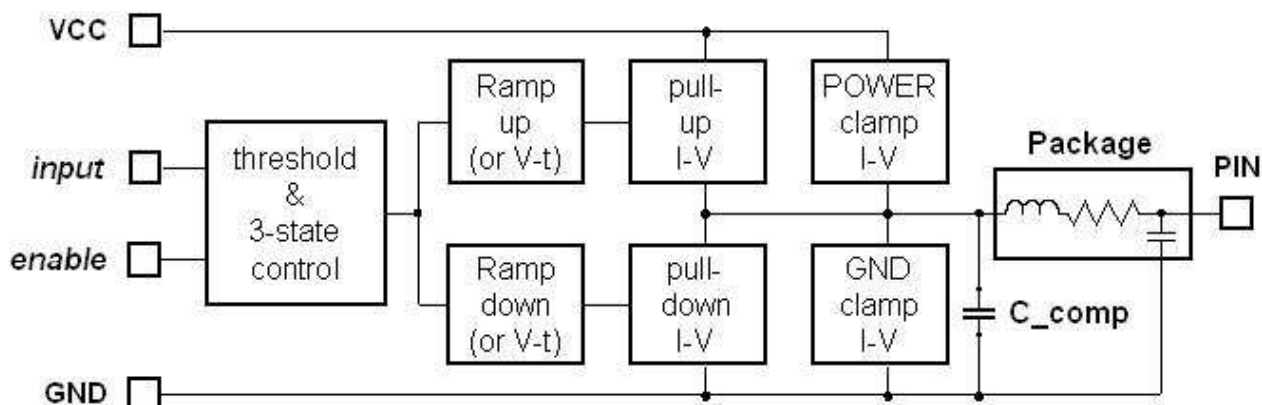 VCC
Ramp
up
(or V-t)
pull-
up
I-V
POWER
clamp
I-V
input
threshold
&
3-state
control
Package
PIN
enable
Ramp
down
(or V-t)
pull-
down
I-V
GND
clamp
I-V
C_comp
GND